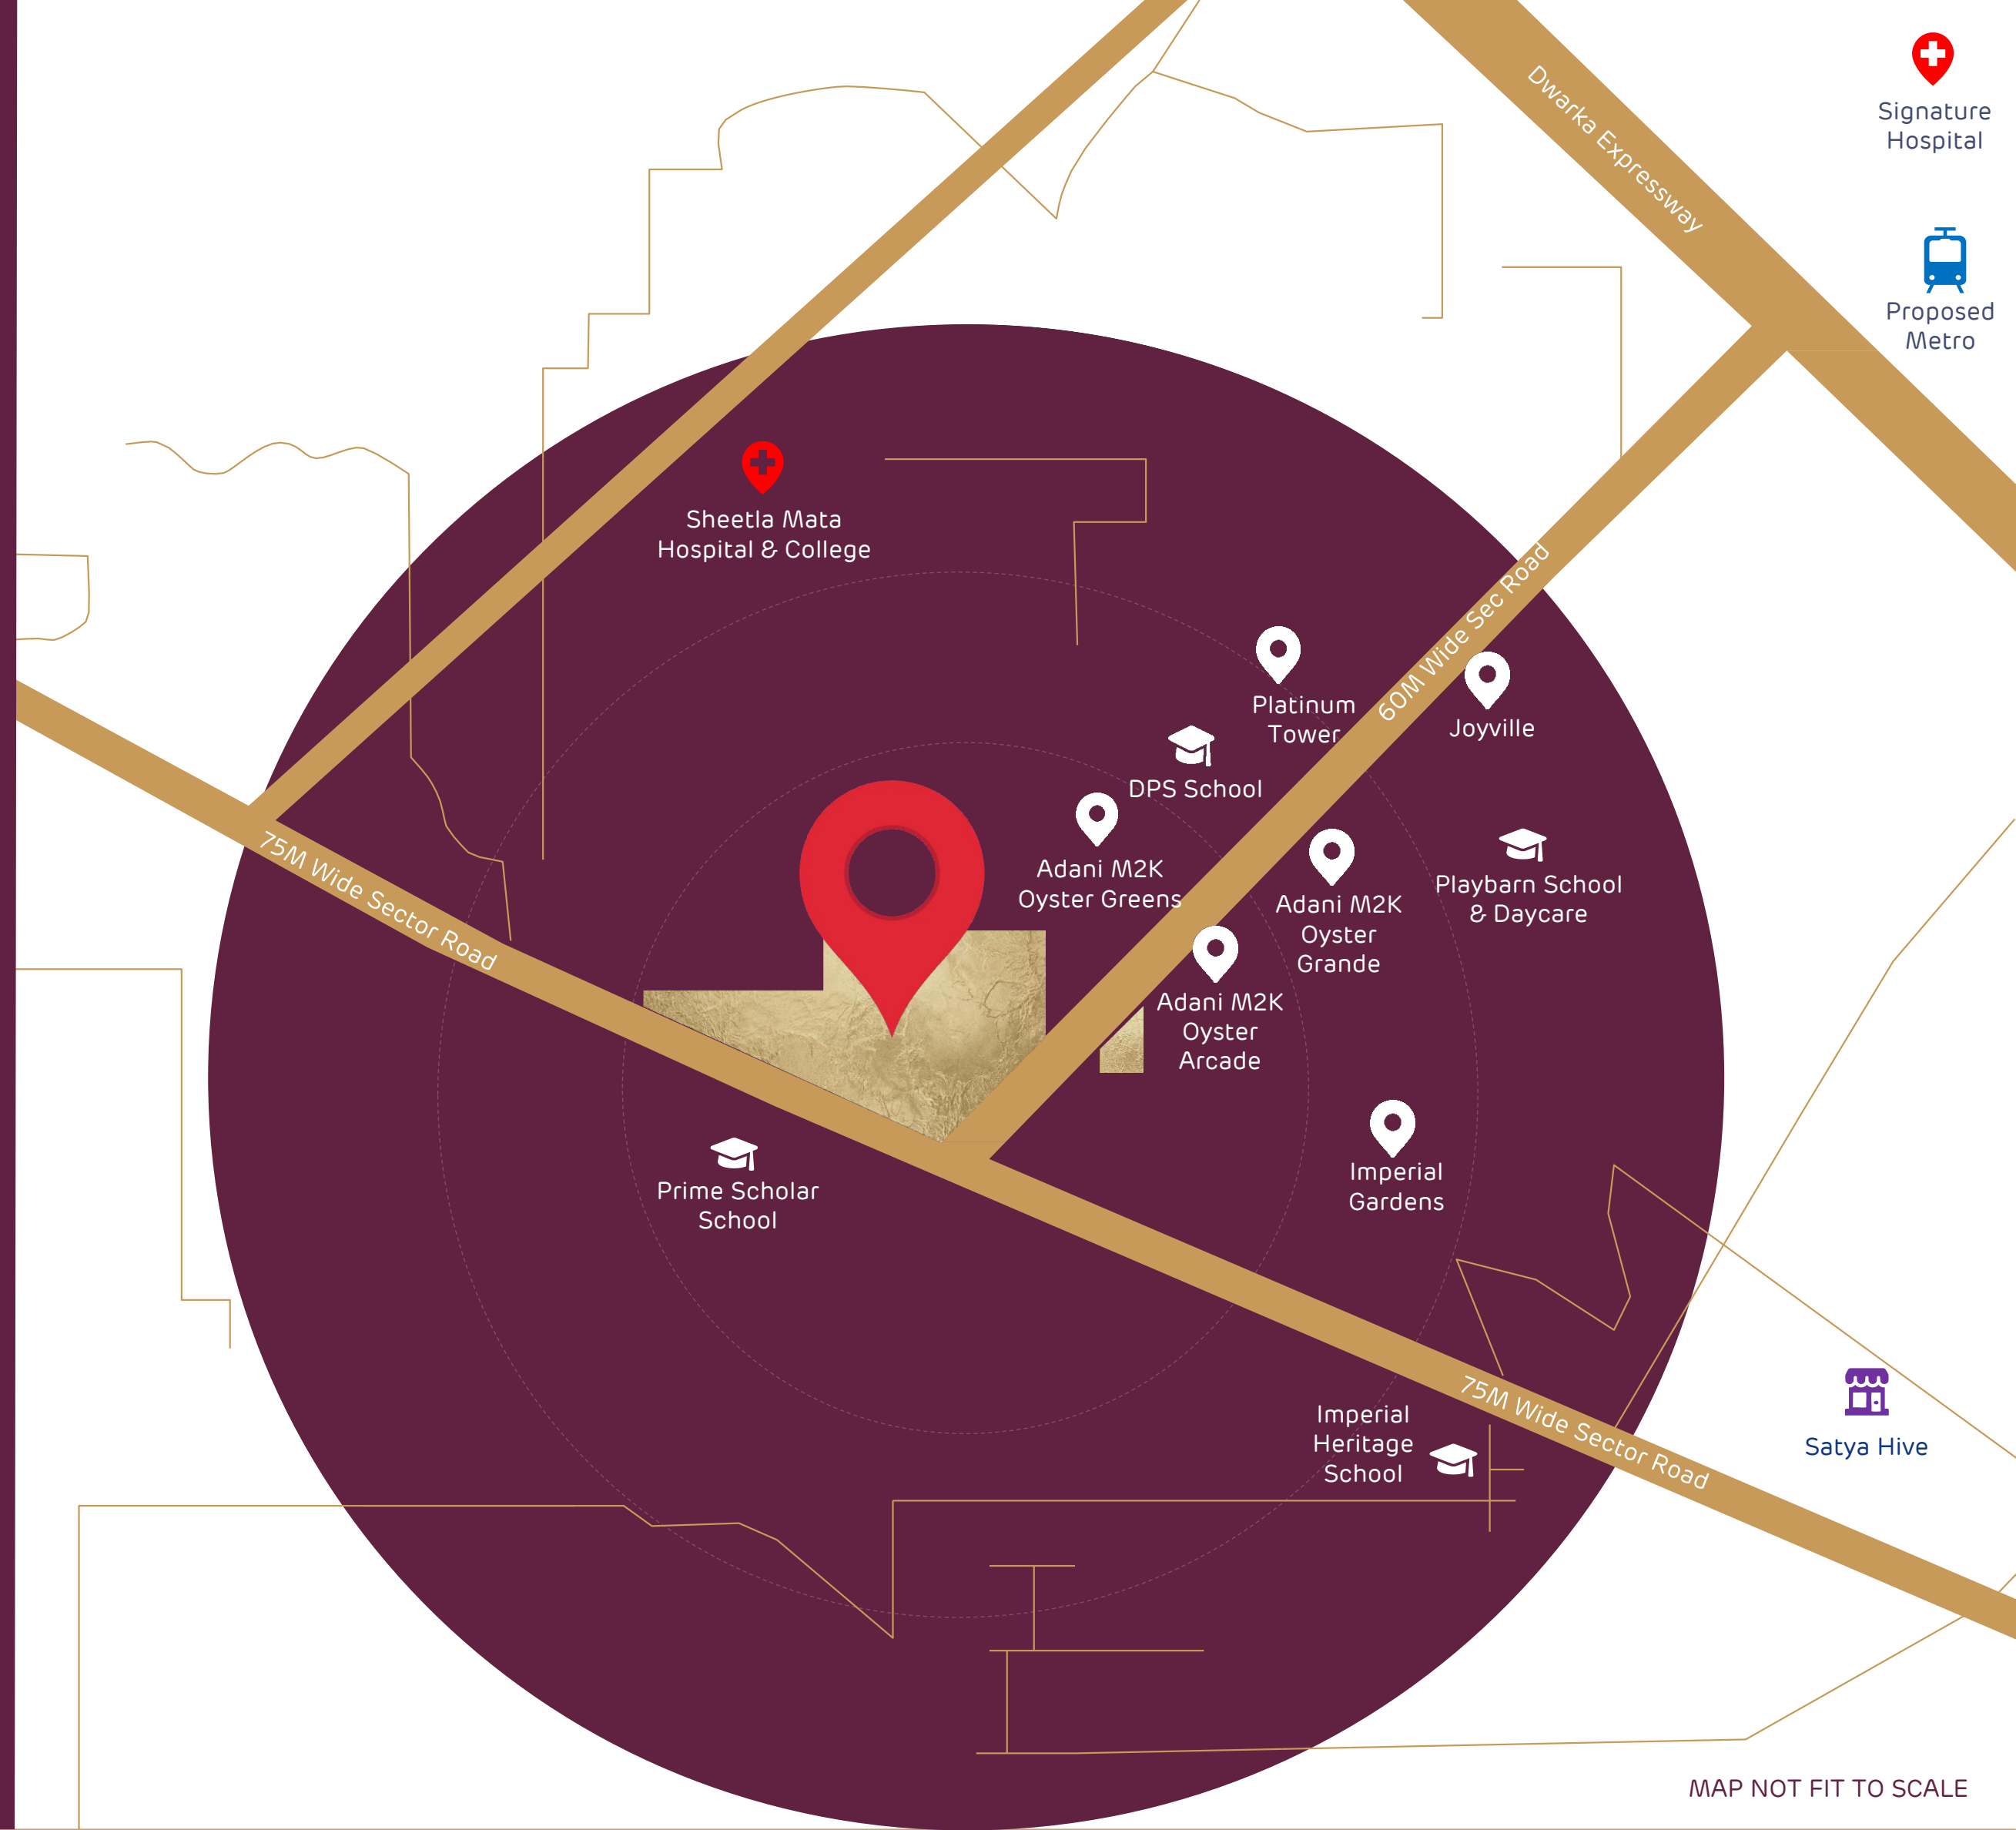 Dwarka Expressway
Signature
Hospital
Proposed
Metro
Sheetla Mata
Hospital & College
60M Wide Sec Road
Platinum
Tower
Joyville
DPS School
75M Wide Sector Road
Adani M2K
Oyster Greens
Adani M2K
Oyster
Grande
Playbarn School
& Daycare
Adani M2K
Oyster
Arcade
Prime Scholar
School
Imperial
Gardens
75M Wide Sector Road
Imperial
Heritage
School
Satya Hive
MAP NOT FIT TO SCALE